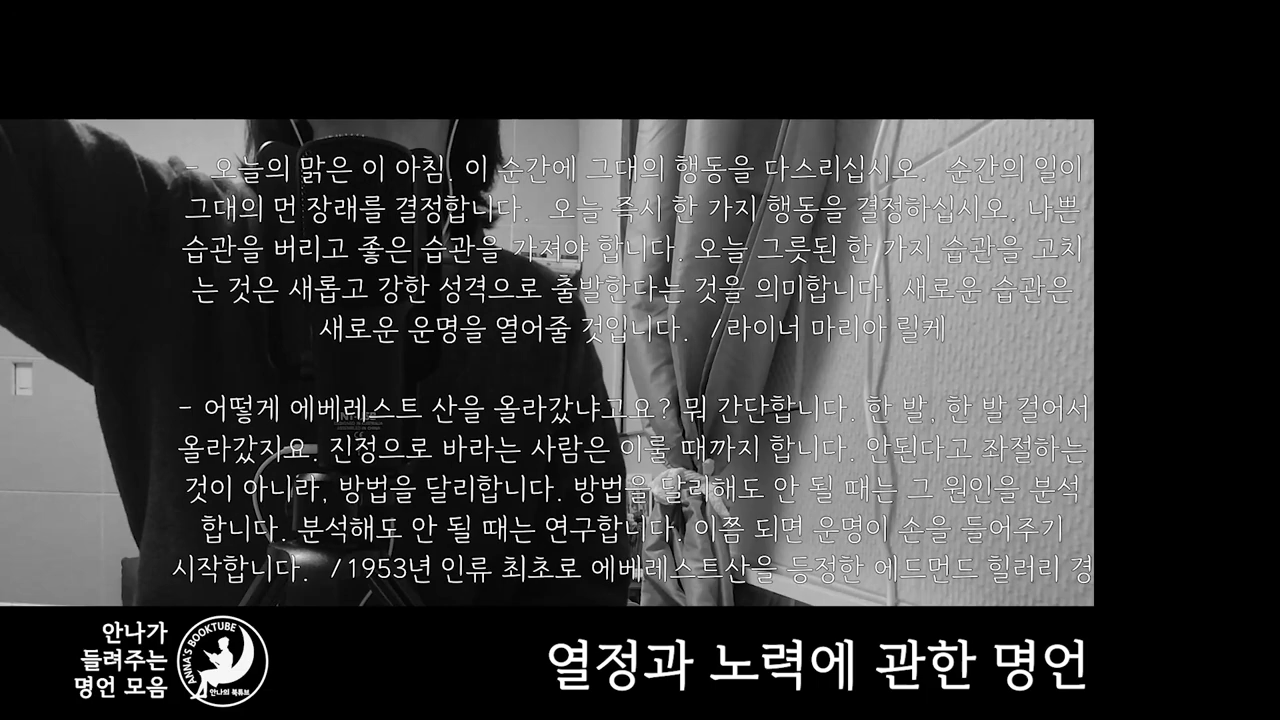 - 오늘의 맑은 이 아침. 이 순간에 그대의 행동을 다스리십시오. 순간의 일이
그대의 먼 장래를 결정합니다. 오늘 즉시 한 가지 행동을 결정하십시오. 나쁜
습관을 버리고 좋은 습관을 가져야 합니다. 오늘 그릇된 한 가지 습관을 고치
는 것은 새롭고 강한 성격으로 출발한다는 것을 의미합니다. 새로운 습관은
새로운 운명을 열어줄 것입니다. /라이너 마리아 릴케
- 어떻게 에베레스트 산을 올라갔냐고요? 뭐 간단합니다. 한 발, 한 발 걸어서
올라갔지요. 진정으로 바라는 사람은 이룰 때까지 합니다. 안된다고 좌절하는
것이 아니라, 방법을 달리합니다. 방법을 달리해도 안 될 때는 그 원인을 분석
합니다. 분석해도 안 될 때는 연구합니다. 이쯤 되면 운명이 손을 들어주기
시작합니다. /1953년 인류 최초로 에베레스트산을 등정한 에드먼드 힐러리 경
안나가
들려주는
명언 모음
ANNA'S BOOKTUBE
안나의 북튜브
열정과 노력에 관한 명언